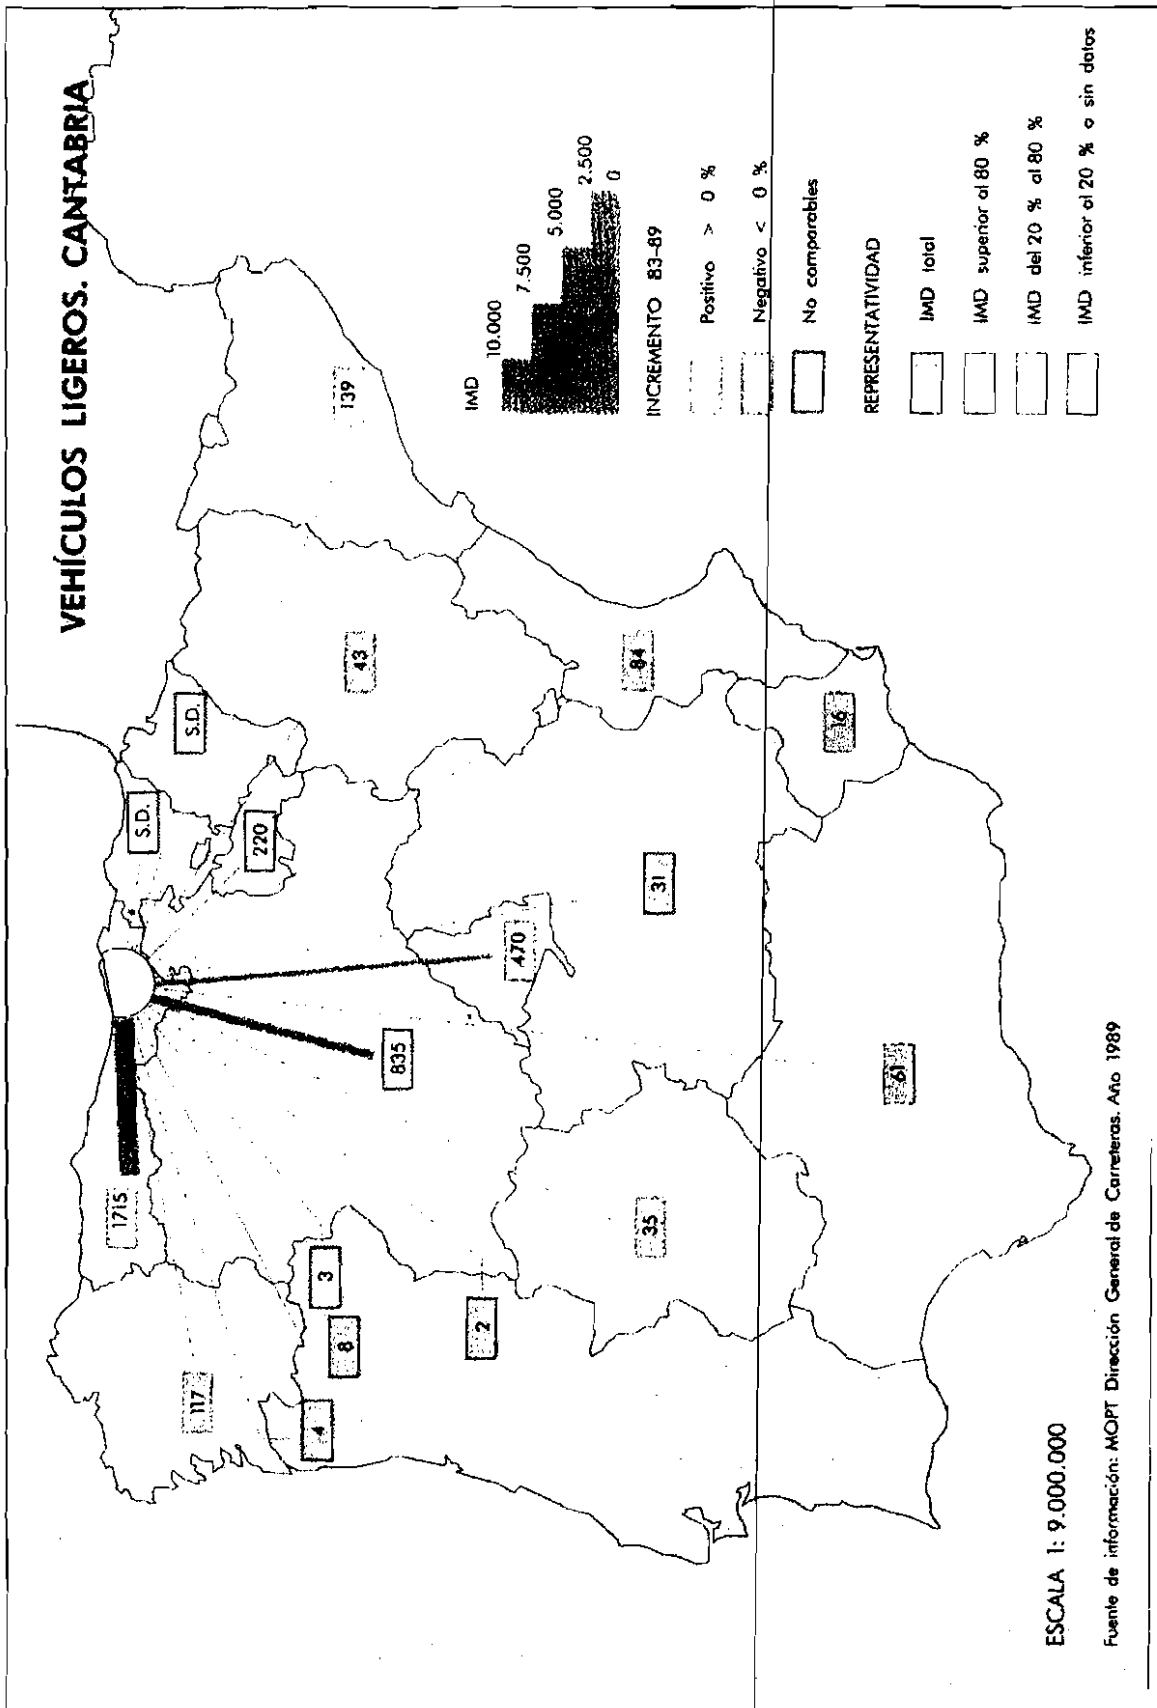 VEHÍCULOS LIGEROS. CANTABRIA
S.D.
S.D.
1715
220
117
43
139
3
8
4
835
470
2
84
35
31
16
61
IMD
10.000
7.500
5.000
2.500
0
INCREMENTO 83-89
Positivo > 0 %
Negativo < 0 %
No comparables
REPRESENTATIVIDAD
IMD total
IMD superior al 80 %
IMD del 20 % al 80 %
IMD inferior al 20 % o sin datos
ESCALA 1: 9.000.000
Fuente de información: MOPT Dirección General de Carreteras. Año 1989